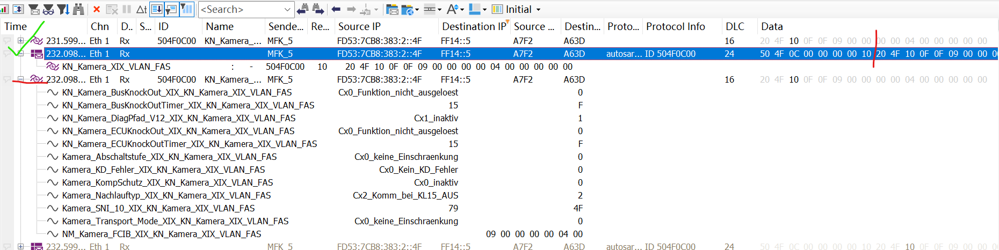 <Search> Initial
Time Chn D.. S... ID Name Sende... Re... Source IP Destination IP Source ... Destin... Proto... Protocol Info DLC Data
231.599... Eth 1 Rx 504F0C00 KN_Kamera_... MFK_5 FD53:7CB8:383:2::4F FF14::5 A7F2 A63D 16 20 4F 10 0F 0F 09 00 00 00 00 04 00 00 00 00 00
232.098... Eth 1 Rx MFK_5 FD53:7CB8:383:2::4F FF14::5 A7F2 A63D autosar... ID 504F0C00 24 50 4F 0C 00 00 00 00 10 20 4F 10 0F 0F 09 00 00 0
KN_Kamera_XIX_VLAN_FAS : - 504F0C00 10 20 4F 10 0F 0F 09 00 00 00 00 04 00 00 00 00 00
232.098... Eth 1 Rx 504F0C00 KN_Kamera_... MFK_5 FD53:7CB8:383:2::4F FF14::5 A7F2 A63D 16 20 4F 10 0F 0F 09 00 00 00 00 04 00 00 00 00 00
KN_Kamera_BusKnockOut_XIX_KN_Kamera_XIX_VLAN_FAS Cx0_Funktion_nicht_ausgeloest 0
KN_Kamera_BusKnockOutTimer_XIX_KN_Kamera_XIX_VLAN_FAS 15 F
KN_Kamera_DiagPfad_V12_XIX_KN_Kamera_XIX_VLAN_FAS Cx1_inaktiv 1
KN_Kamera_ECUKnockOut_XIX_KN_Kamera_XIX_VLAN_FAS Cx0_Funktion_nicht_ausgeloest 0
KN_Kamera_ECUKnockOutTimer_XIX_KN_Kamera_XIX_VLAN_FAS 15 F
Kamera_Abschaltstufe_XIX_KN_Kamera_XIX_VLAN_FAS Cx0_keine_Einschraenkung 0
Kamera_KD_Fehler_XIX_KN_Kamera_XIX_VLAN_FAS Cx0_Kein_KD_Fehler 0
Kamera_KompSchutz_XIX_KN_Kamera_XIX_VLAN_FAS Cx0_inaktiv 0
Kamera_Nachlauftyp_XIX_KN_Kamera_XIX_VLAN_FAS Cx2_Komm_bei_KL15_AUS 2
Kamera_SNI_10_XIX_KN_Kamera_XIX_VLAN_FAS 79 4F
Kamera_Transport_Mode_XIX_KN_Kamera_XIX_VLAN_FAS Cx0_keine_Einschraenkung 0
NM_Kamera_FCIB_XIX_KN_Kamera_XIX_VLAN_FAS 09 00 00 00 00 04 00
232.599... Eth 1 Rx MFK_5 FD53:7CB8:383:2::4F FF14::5 A7F2 A63D autosar... ID 504F0C00 24 50 4F 0C 00 00 00 00 10 20 4F 10 0F 0F 09 00 00 0